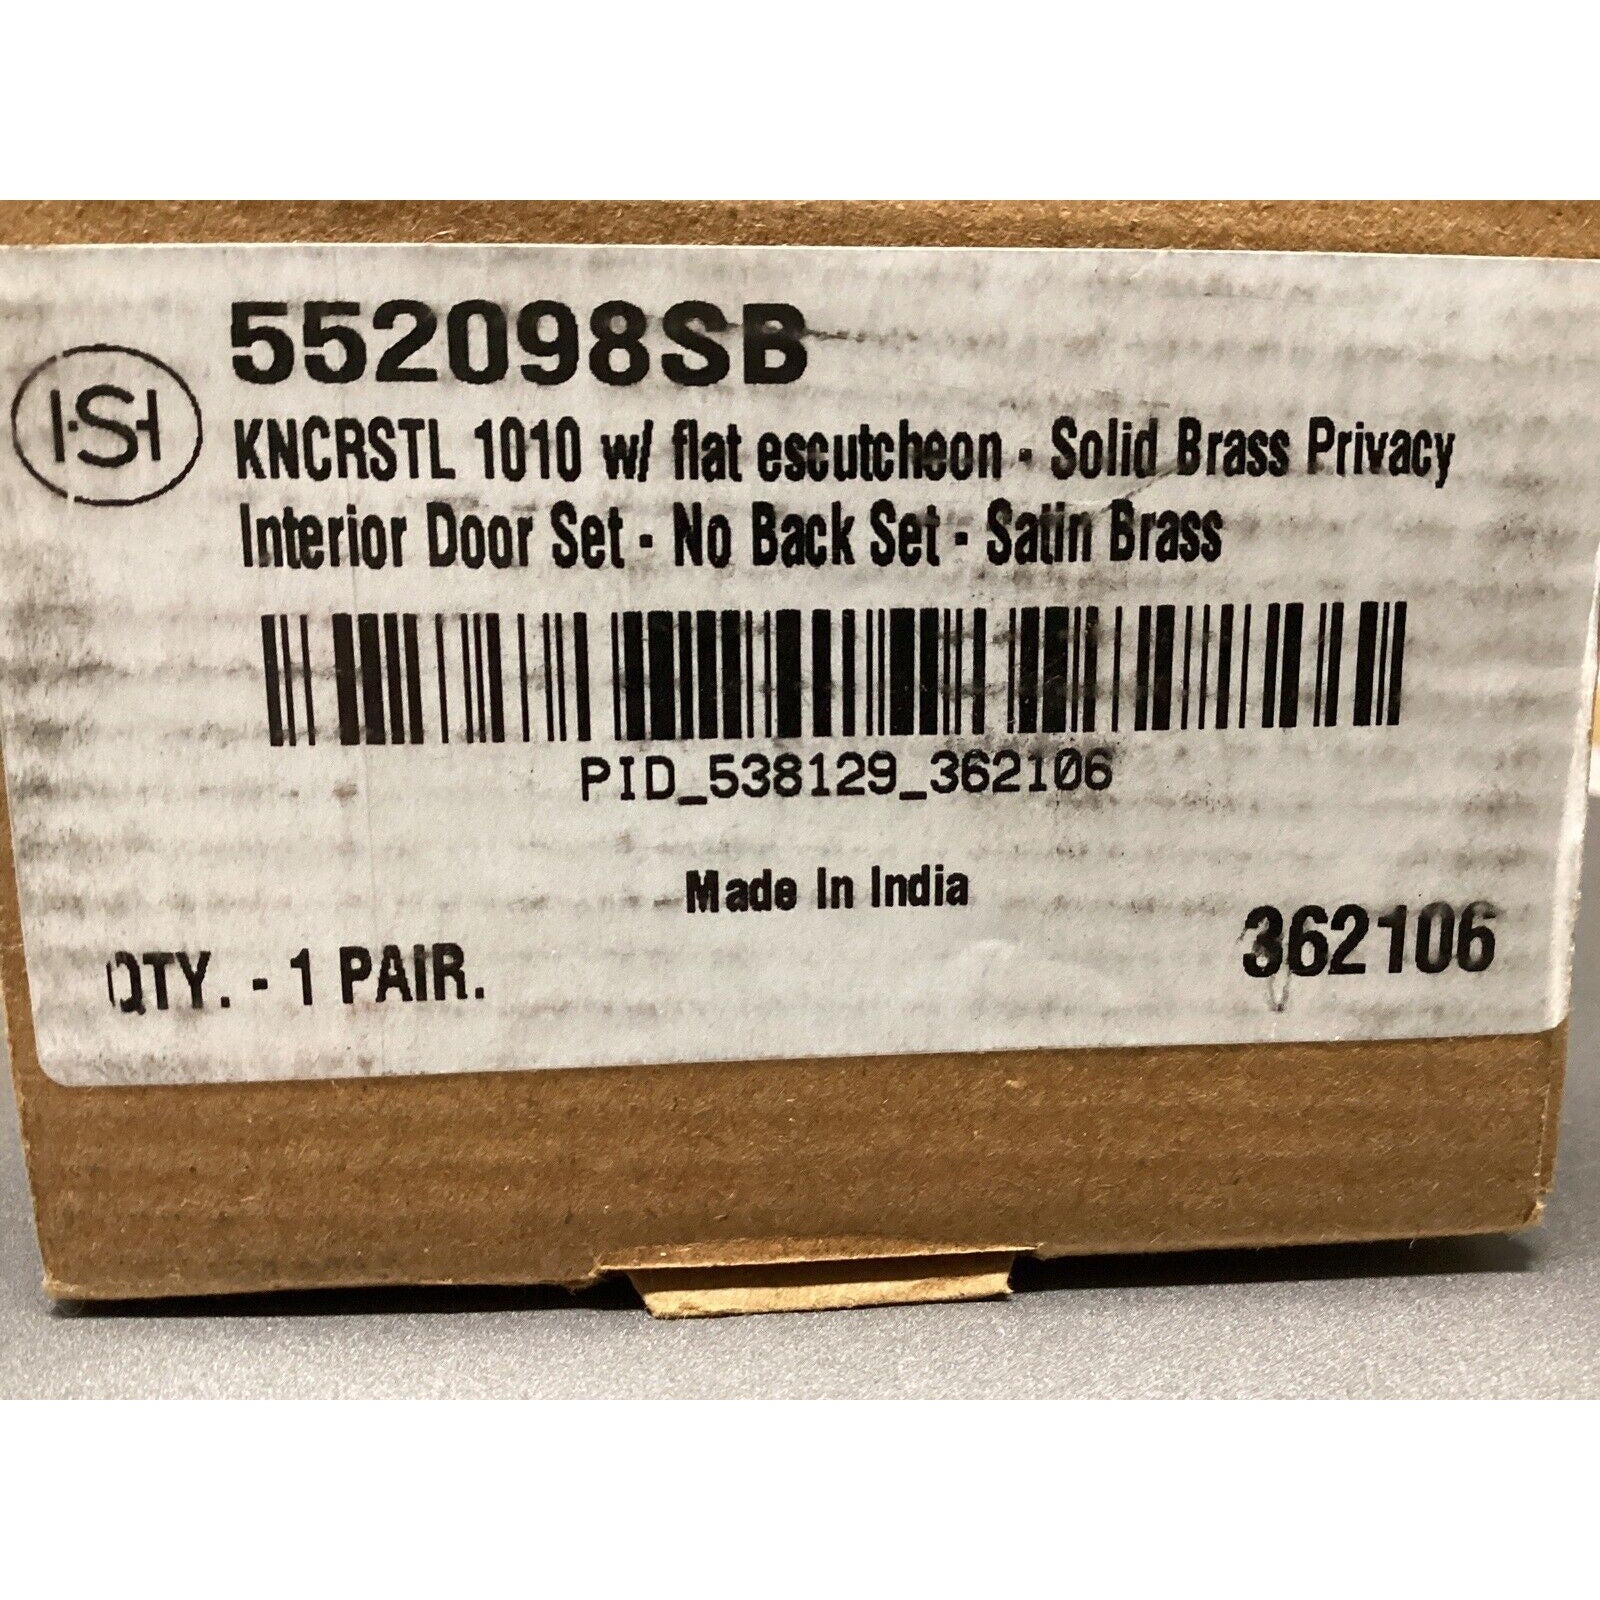 552098SB
HSH
KNCRSTL 1010 w/ flat escutcheon - Solid Brass Privacy
Interior Door Set - No Back Set - Satin Brass
PID_538129_362106
Made In India
QTY. - 1 PAIR.
362106